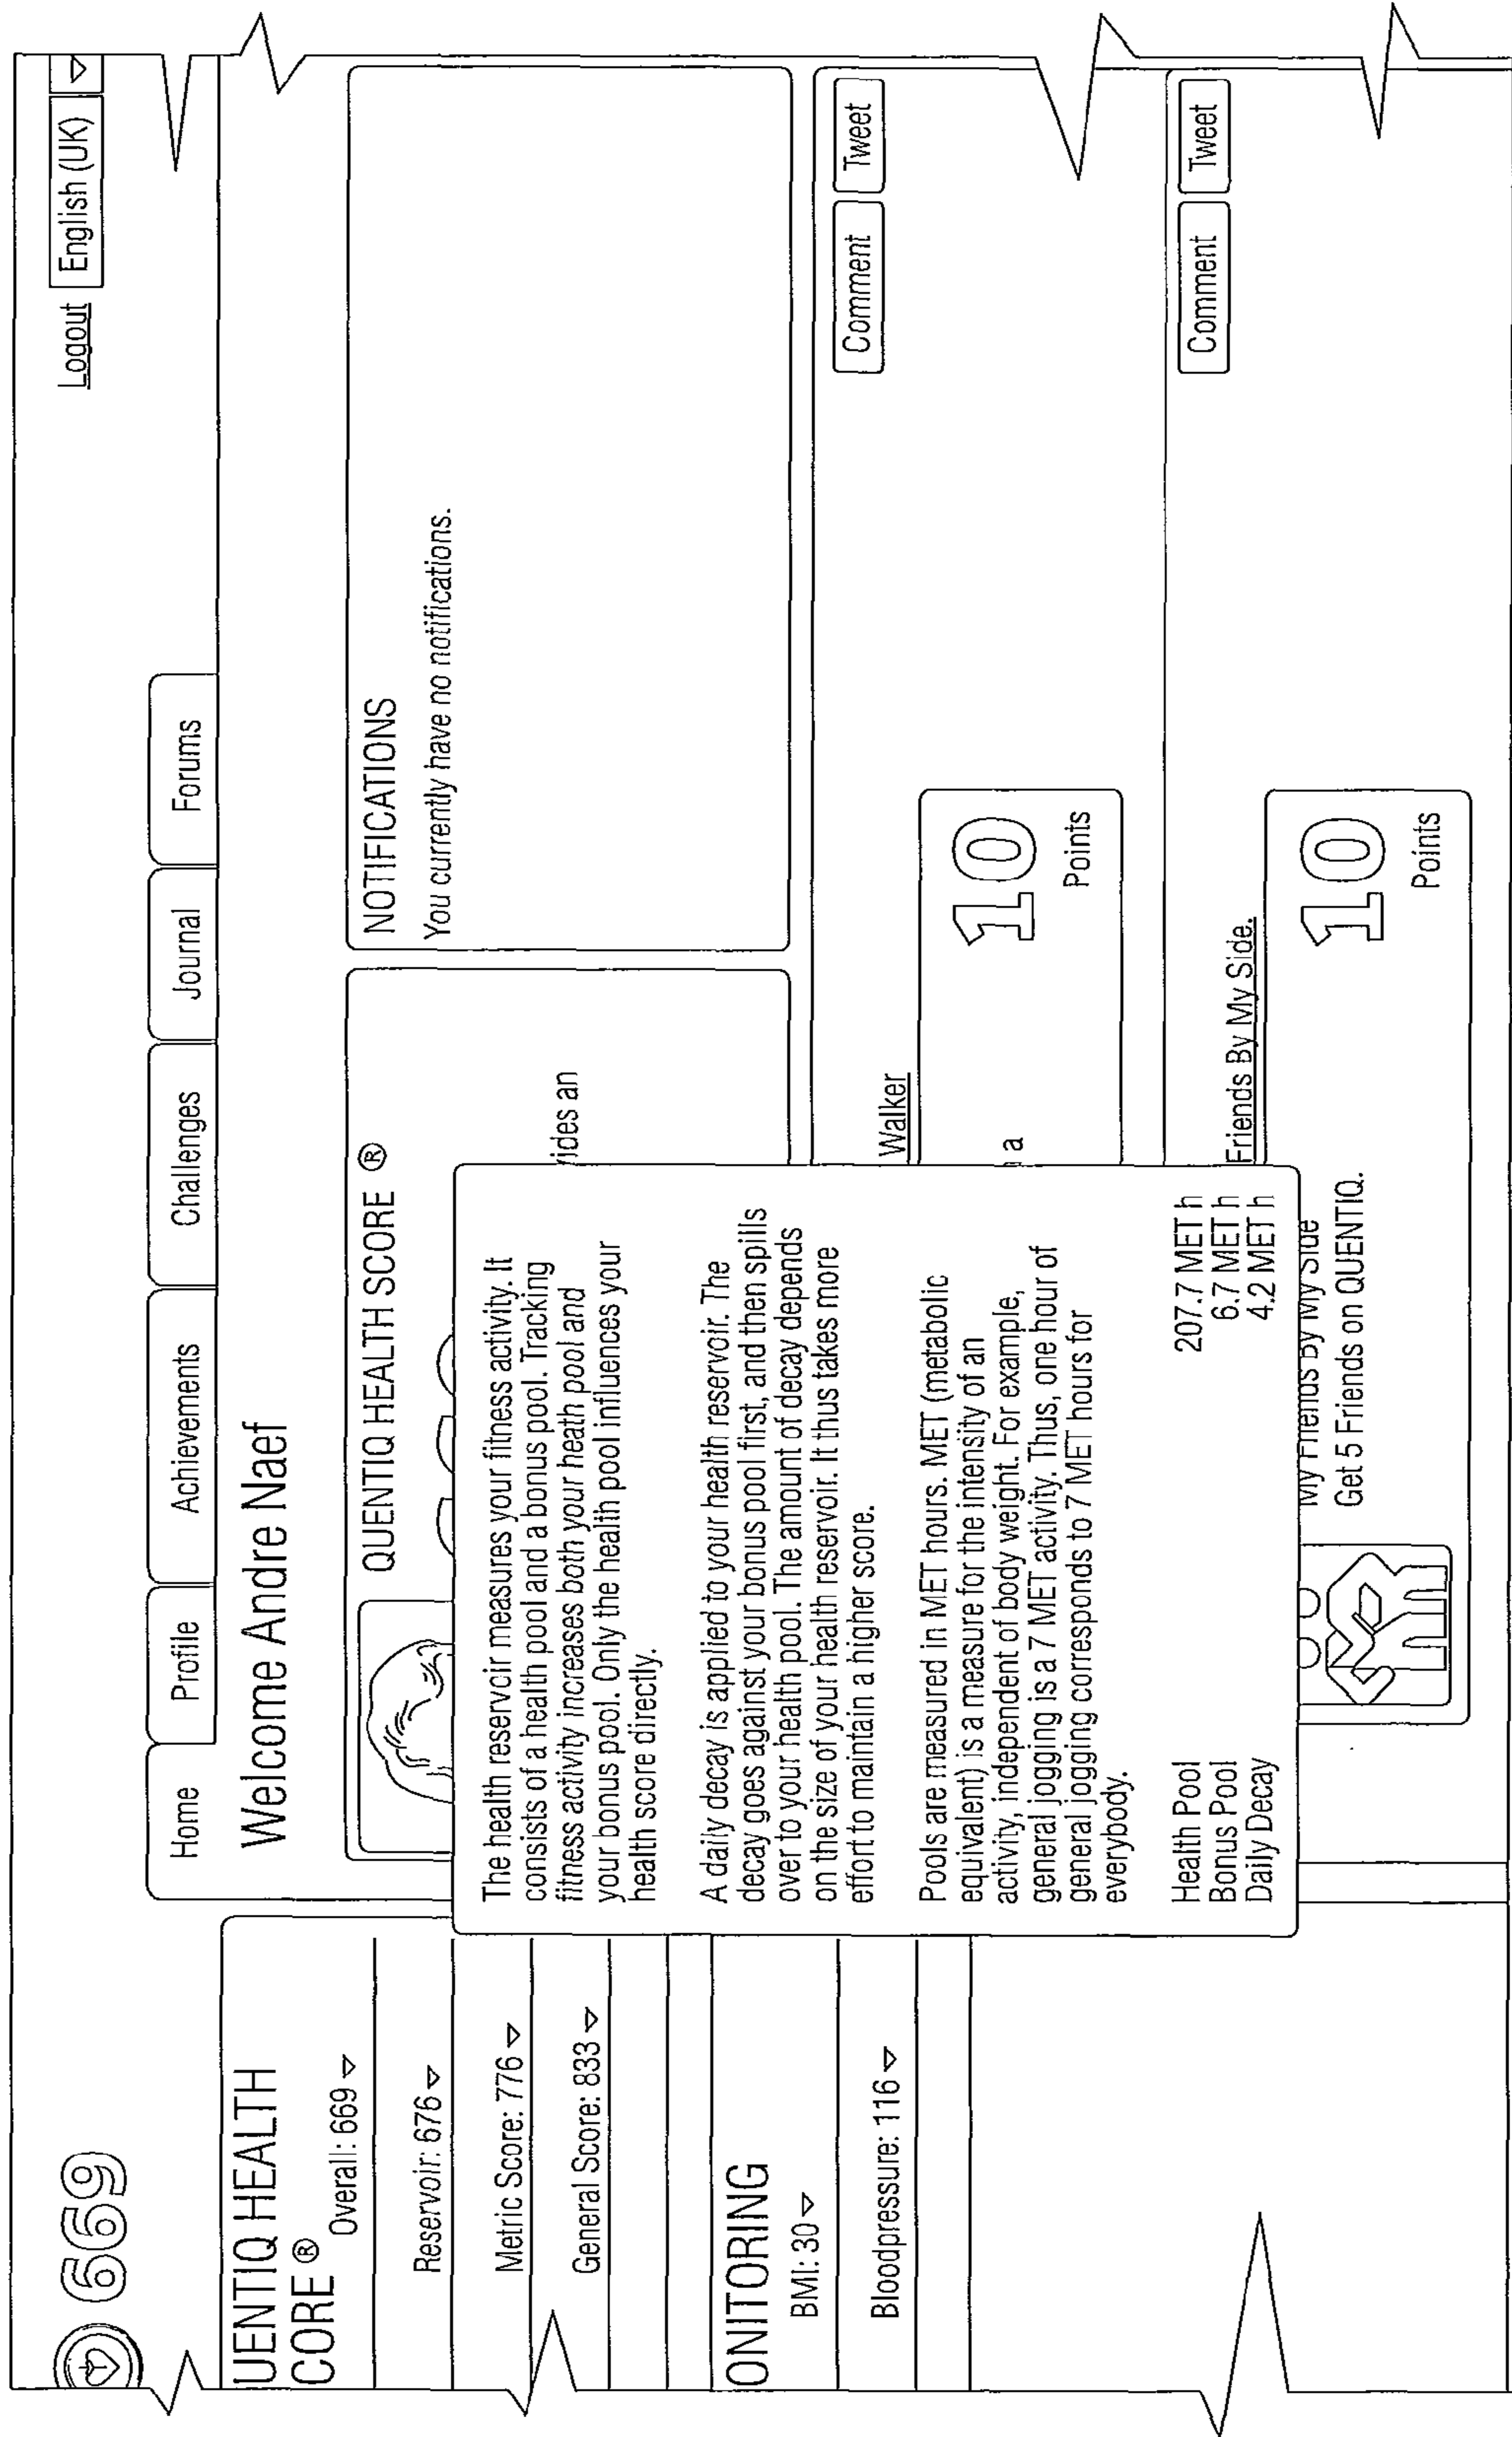 669
Logout English (UK)
Home Profile Achievements Challenges Journal Forums
Welcome Andre Naef
UENTIQ HEALTH
CORE ®
Overall: 669
Reservoir: 676
Metric Score: 776
General Score: 833
ONITORING
BMI: 30
Bloodpressure: 116
QUENTIQ HEALTH SCORE ®
vides an
NOTIFICATIONS
You currently have no notifications.
The health reservoir measures your fitness activity. It
consists of a health pool and a bonus pool. Tracking
fitness activity increases both your heath pool and
your bonus pool. Only the health pool influences your
health score directly.
A daily decay is applied to your health reservoir. The
decay goes against your bonus pool first, and then spills
over to your health pool. The amount of decay depends
on the size of your health reservoir. It thus takes more
effort to maintain a higher score.
Pools are measured in MET hours. MET (metabolic
equivalent) is a measure for the intensity of an
activity, independent of body weight. For example,
general jogging is a 7 MET activity. Thus, one hour of
general jogging corresponds to 7 MET hours for
everybody.
Health Pool 207.7 MET h
Bonus Pool 6.7 MET h
Daily Decay 4.2 MET h
Walker
Comment Tweet
a
10
Points
Friends By My Side.
Comment Tweet
My Friends By My Side
Get 5 Friends on QUENTIQ.
10
Points